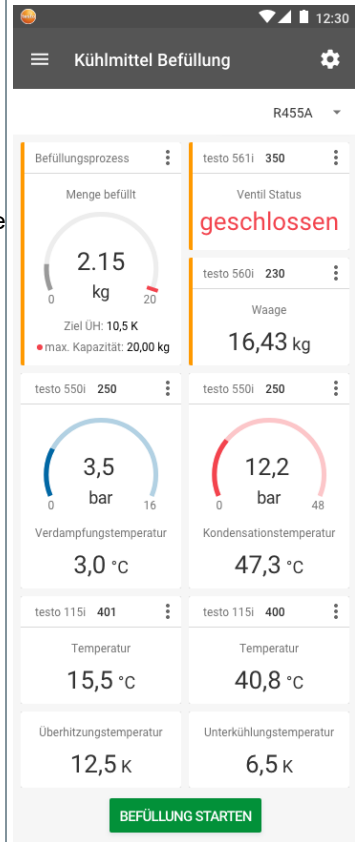 12:30
Kühlmittel Befüllung
R455A
Befüllungsprozess
Menge befüllt
2.15
kg
0 20
Ziel ÜH: 10,5 K
max. Kapazität: 20,00 kg
testo 561i 350
Ventil Status
geschlossen
testo 560i 230
Waage
16,43 kg
testo 550i 250
3,5
bar
0 16
Verdampfungstemperatur
3,0 °C
testo 550i 250
12,2
bar
0 48
Kondensationstemperatur
47,3 °C
testo 115i 401
Temperatur
15,5 °C
testo 115i 400
Temperatur
40,8 °C
Überhitzungstemperatur
12,5 K
Unterkühlungstemperatur
6,5 K
BEFÜLLUNG STARTEN